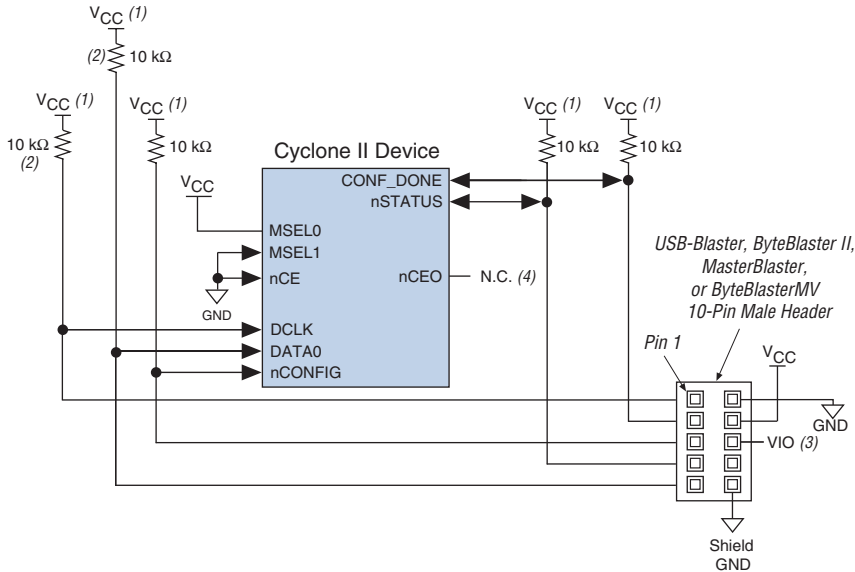 VCC (1)
(2) 10 kΩ
VCC (1)
10 kΩ
(2)
VCC (1)
10 kΩ
VCC (1)
10 kΩ
VCC (1)
10 kΩ
Cyclone II Device
VCC
CONF_DONE
nSTATUS
MSEL0
MSEL1
nCE
nCEO
N.C. (4)
GND
DCLK
DATA0
nCONFIG
USB-Blaster, ByteBlaster II,
MasterBlaster,
or ByteBlasterMV
10-Pin Male Header
Pin 1
VCC
GND
VIO (3)
Shield
GND